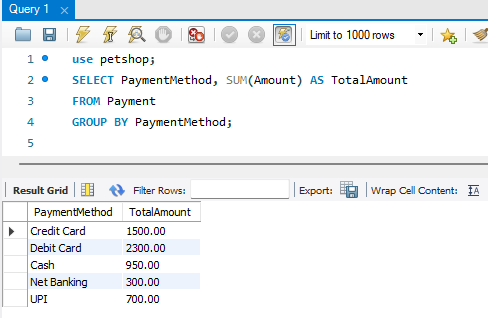 Query 1
Limit to 1000 rows
1 use petshop;
2 SELECT PaymentMethod, SUM(Amount) AS TotalAmount
3 FROM Payment
4 GROUP BY PaymentMethod;
5
Result Grid Filter Rows: Export: Wrap Cell Content:
PaymentMethod TotalAmount
Credit Card 1500.00
Debit Card 2300.00
Cash 950.00
Net Banking 300.00
UPI 700.00